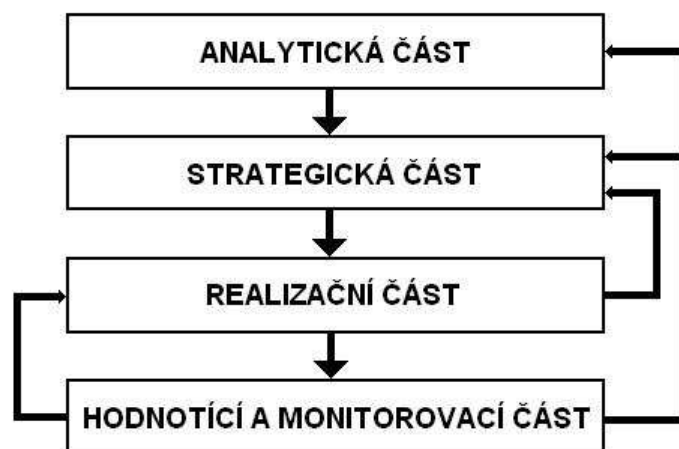 ANALYTICKÁ ČÁST
STRATEGICKÁ ČÁST
REALIZAČNÍ ČÁST
HODNOTÍCÍ A MONITOROVACÍ ČÁST